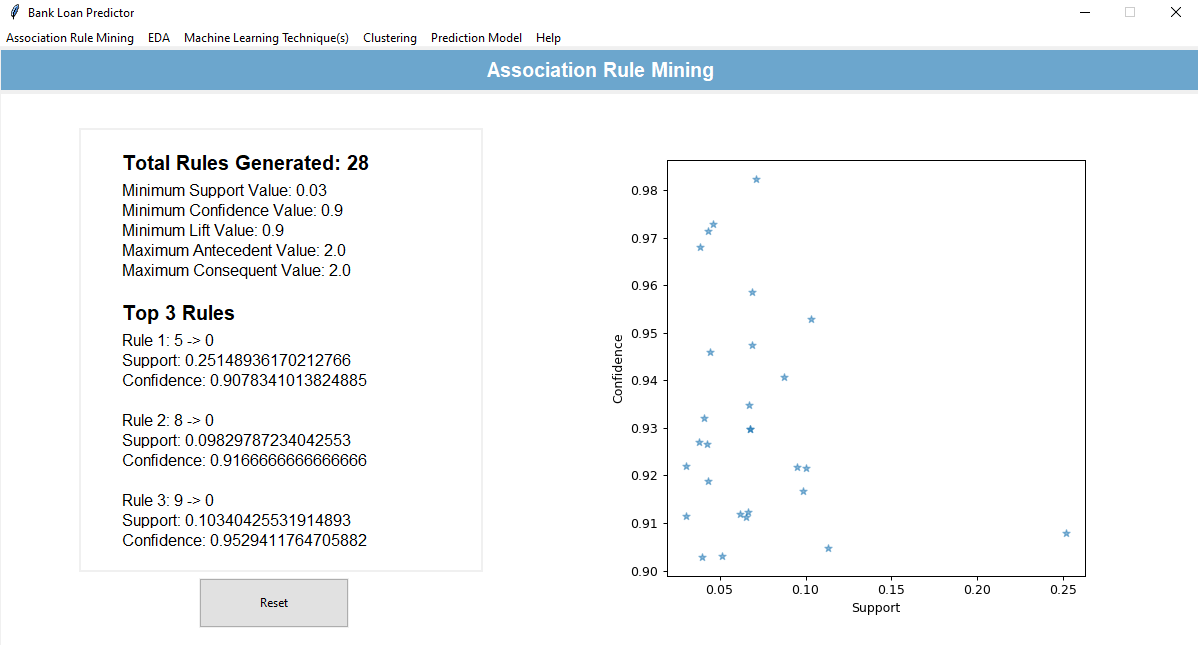 Bank Loan Predictor
Association Rule Mining EDA Machine Learning Technique(s) Clustering Prediction Model Help
Association Rule Mining
Total Rules Generated: 28
Minimum Support Value: 0.03
Minimum Confidence Value: 0.9
Minimum Lift Value: 0.9
Maximum Antecedent Value: 2.0
Maximum Consequent Value: 2.0
Top 3 Rules
Rule 1: 5 -> 0
Support: 0.25148936170212766
Confidence: 0.9078341013824885
Rule 2: 8 -> 0
Support: 0.09829787234042553
Confidence: 0.9166666666666666
Rule 3: 9 -> 0
Support: 0.10340425531914893
Confidence: 0.9529411764705882
Reset
0.98
0.97
0.96
0.95
0.94
0.93
0.92
0.91
0.90
Confidence
0.05 0.10 0.15 0.20 0.25
Support